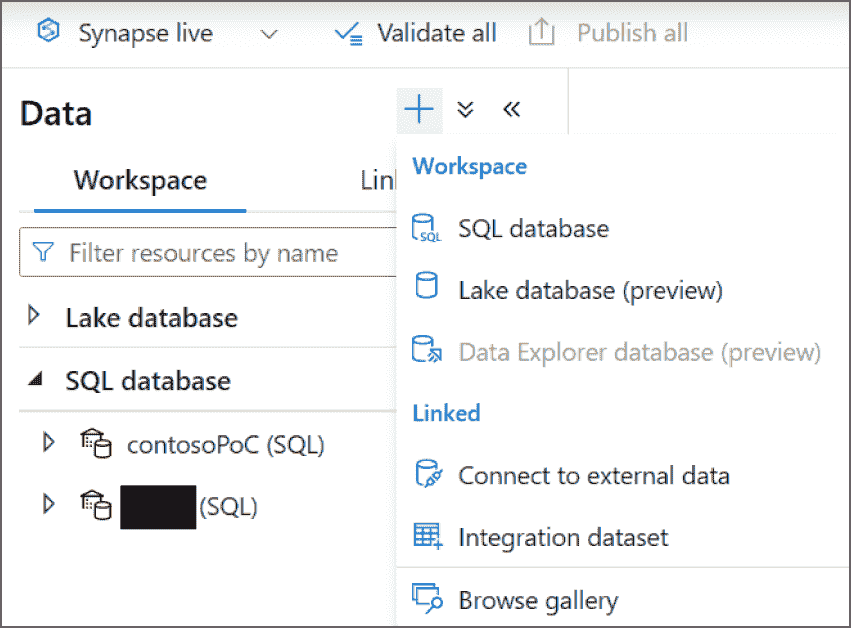 Synapse live Validate all Publish all
Data
Workspace Lin
Filter resources by name
Lake database
SQL database
contosoPoC (SQL)
(SQL)
Workspace
SQL
SQL database
Lake database (preview)
Data Explorer database (preview)
Linked
Connect to external data
Integration dataset
Browse gallery